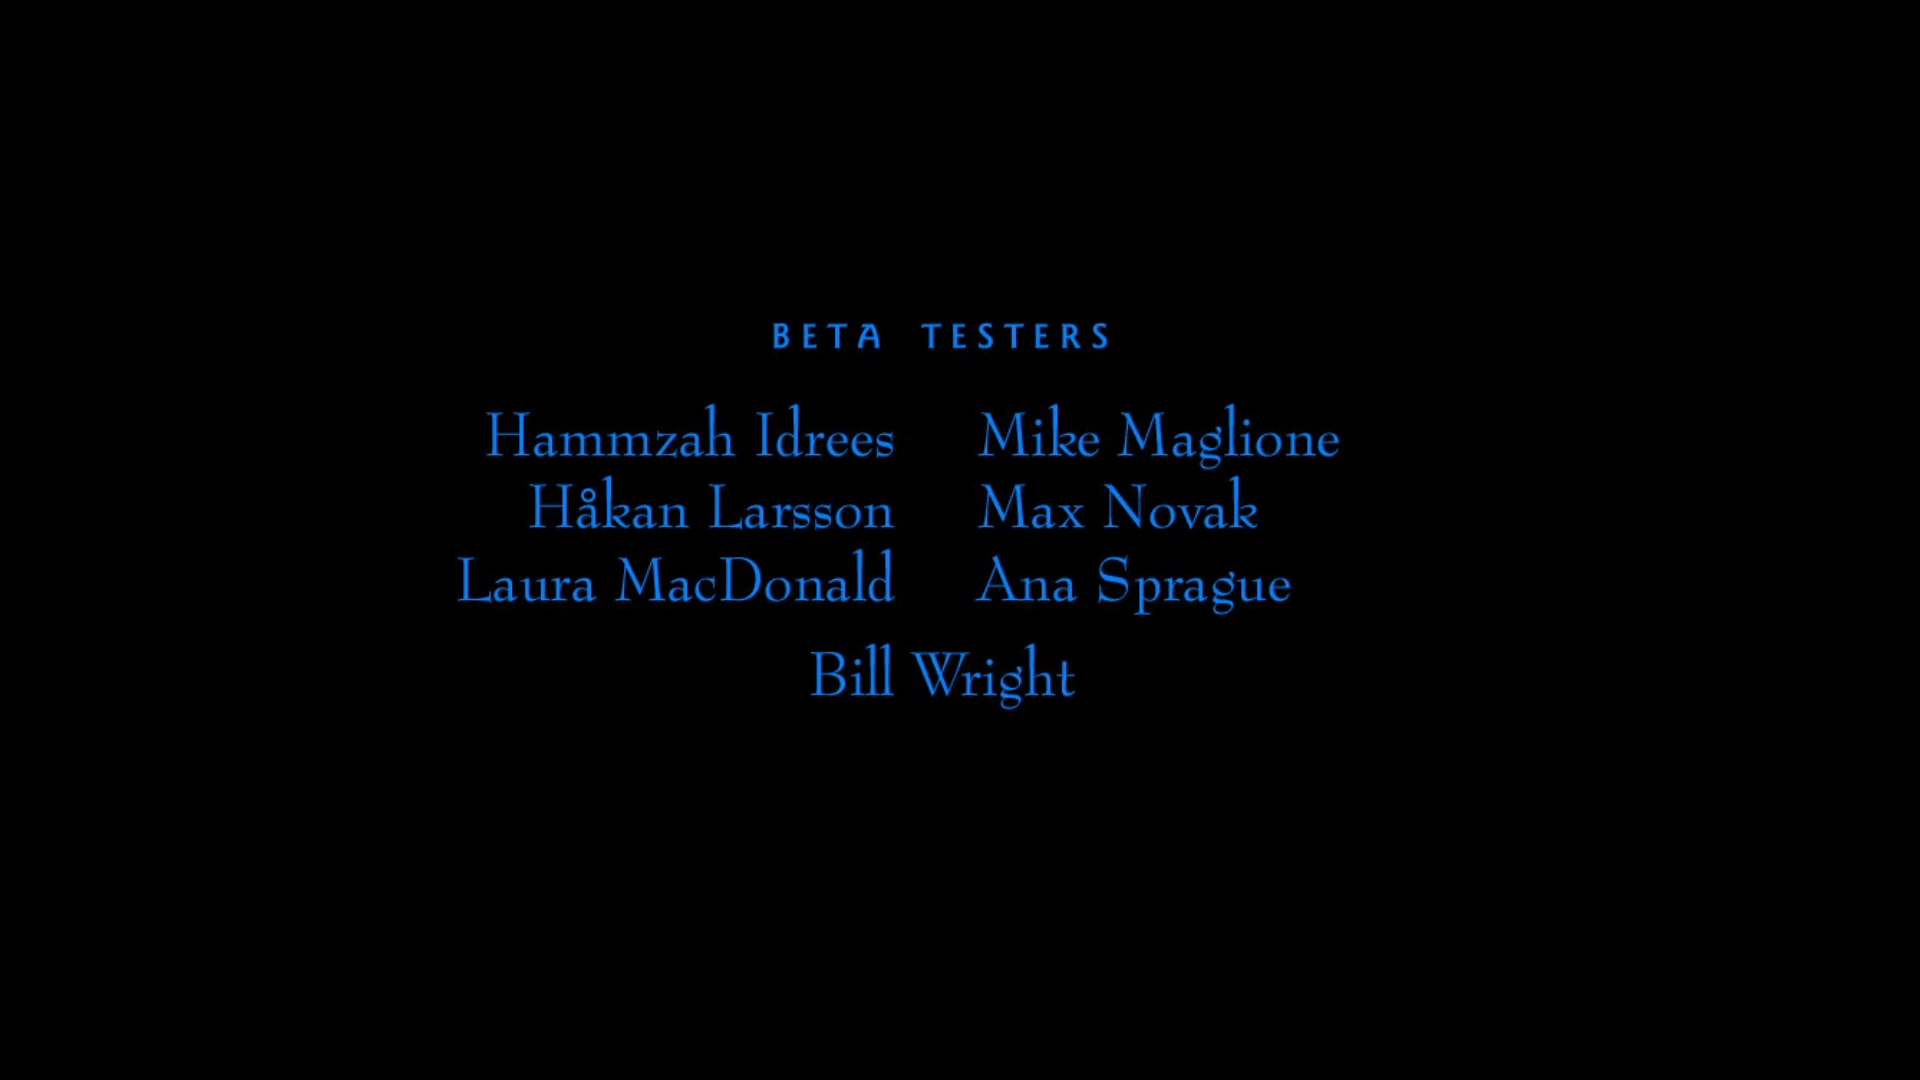 BETA TESTERS
Hammzah Idrees Mike Maglione
Håkan Larsson Max Novak
Laura MacDonald Ana Sprague
Bill Wright